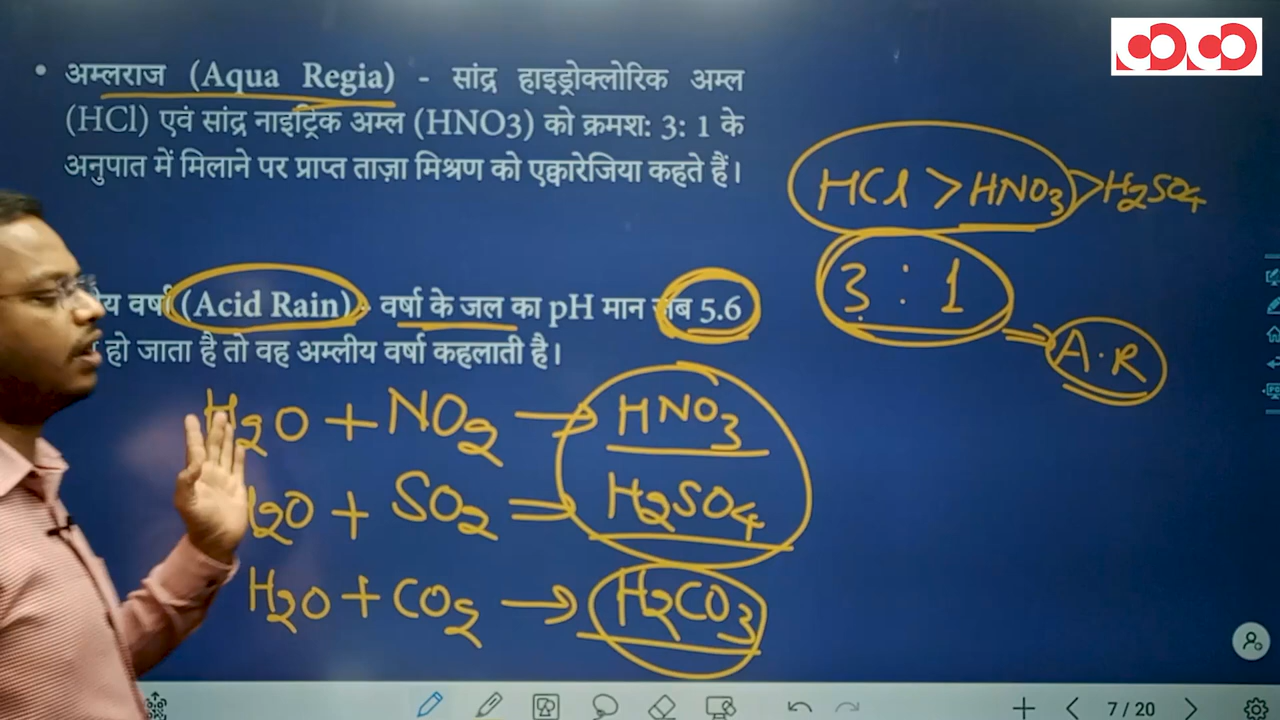 • अम्लराज (Aqua Regia) - सांद्र हाइड्रोक्लोरिक अम्ल
(HCl) एवं सांद्र नाइट्रिक अम्ल (HNO3) को क्रमश: 3: 1 के
अनुपात में मिलाने पर प्राप्त ताज़ा मिश्रण को एक्वारेजिया कहते हैं।
HCl > HNO₃ > H₂SO₄
3 : 1
A.R
वर्षा (Acid Rain) - वर्षा के जल का pH मान 5.6
हो जाता है तो वह अम्लीय वर्षा कहलाती है।
H₂O + NO₂ → HNO₃
H₂O + SO₂ ⇒ H₂SO₄
H₂O + CO₂ → H₂CO₃
7 / 20